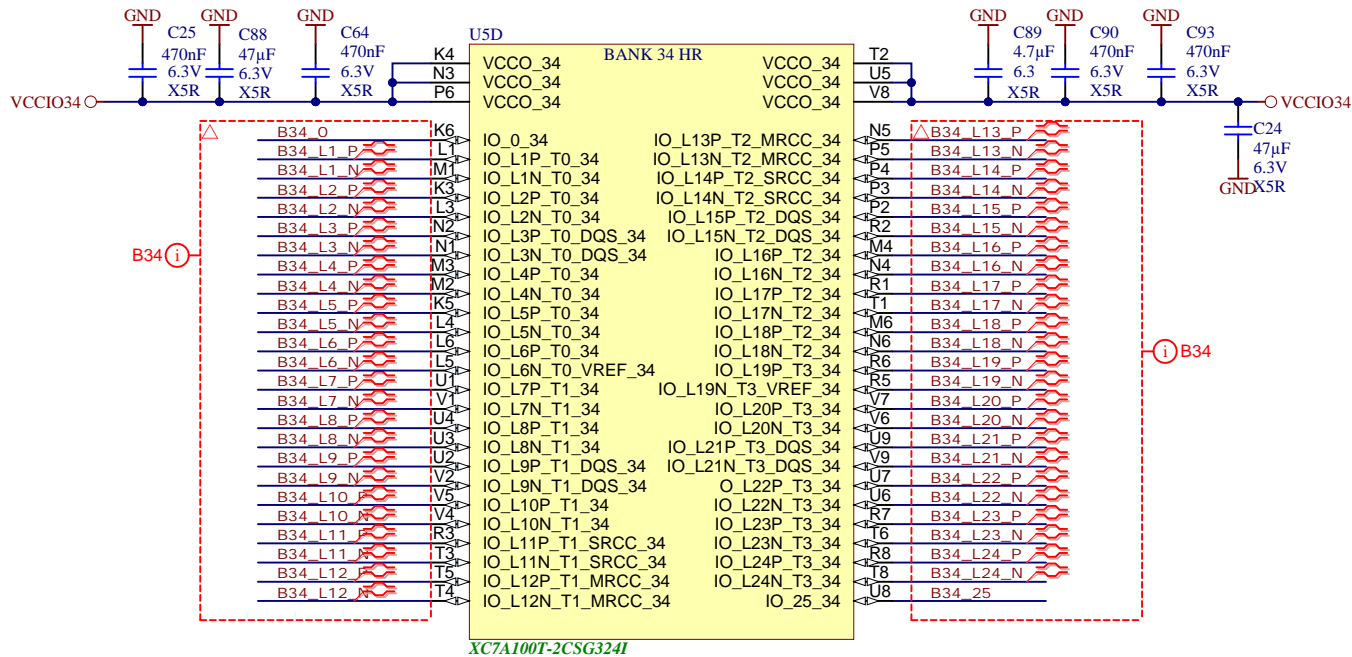 GND
C25
470nF
6.3V
X5R
GND
C88
47µF
6.3V
X5R
GND
C64
470nF
6.3V
X5R
VCCIO34
GND
C89
4.7µF
6.3
X5R
GND
C90
470nF
6.3V
X5R
GND
C93
470nF
6.3V
X5R
VCCIO34
C24
47µF
6.3V
X5R
GND
U5D
BANK 34 HR
K4 VCCO_34 VCCO_34 T2
N3 VCCO_34 VCCO_34 U5
P6 VCCO_34 VCCO_34 V8
B34_0 K6 IO_0_34 IO_L13P_T2_MRCC_34 N5 B34_L13_P
B34_L1_P L1 IO_L1P_T0_34 IO_L13N_T2_MRCC_34 P5 B34_L13_N
B34_L1_N M1 IO_L1N_T0_34 IO_L14P_T2_SRCC_34 P4 B34_L14_P
B34_L2_P K3 IO_L2P_T0_34 IO_L14N_T2_SRCC_34 P3 B34_L14_N
B34_L2_N L3 IO_L2N_T0_34 IO_L15P_T2_DQS_34 P2 B34_L15_P
B34_L3_P N2 IO_L3P_T0_DQS_34 IO_L15N_T2_DQS_34 R2 B34_L15_N
B34_L3_N N1 IO_L3N_T0_DQS_34 IO_L16P_T2_34 M4 B34_L16_P
B34_L4_P M3 IO_L4P_T0_34 IO_L16N_T2_34 N4 B34_L16_N
B34_L4_N M2 IO_L4N_T0_34 IO_L17P_T2_34 R1 B34_L17_P
B34_L5_P K5 IO_L5P_T0_34 IO_L17N_T2_34 T1 B34_L17_N
B34_L5_N L4 IO_L5N_T0_34 IO_L18P_T2_34 M6 B34_L18_P
B34_L6_P L6 IO_L6P_T0_34 IO_L18N_T2_34 N6 B34_L18_N
B34_L6_N L5 IO_L6N_T0_VREF_34 IO_L19P_T3_34 R6 B34_L19_P
B34_L7_P U1 IO_L7P_T1_34 IO_L19N_T3_VREF_34 R5 B34_L19_N
B34_L7_N V1 IO_L7N_T1_34 IO_L20P_T3_34 V7 B34_L20_P
B34_L8_P U4 IO_L8P_T1_34 IO_L20N_T3_34 V6 B34_L20_N
B34_L8_N U3 IO_L8N_T1_34 IO_L21P_T3_DQS_34 U9 B34_L21_P
B34_L9_P U2 IO_L9P_T1_DQS_34 IO_L21N_T3_DQS_34 V9 B34_L21_N
B34_L9_N V2 IO_L9N_T1_DQS_34 O_L22P_T3_34 U7 B34_L22_P
B34_L10_P V5 IO_L10P_T1_34 IO_L22N_T3_34 U6 B34_L22_N
B34_L10_N V4 IO_L10N_T1_34 IO_L23P_T3_34 R7 B34_L23_P
B34_L11_P R3 IO_L11P_T1_SRCC_34 IO_L23N_T3_34 T6 B34_L23_N
B34_L11_N T3 IO_L11N_T1_SRCC_34 IO_L24P_T3_34 R8 B34_L24_P
B34_L12_P T5 IO_L12P_T1_MRCC_34 IO_L24N_T3_34 T8 B34_L24_N
B34_L12_N T4 IO_L12N_T1_MRCC_34 IO_25_34 U8 B34_25
B34 i
i B34
XC7A100T-2CSG324I